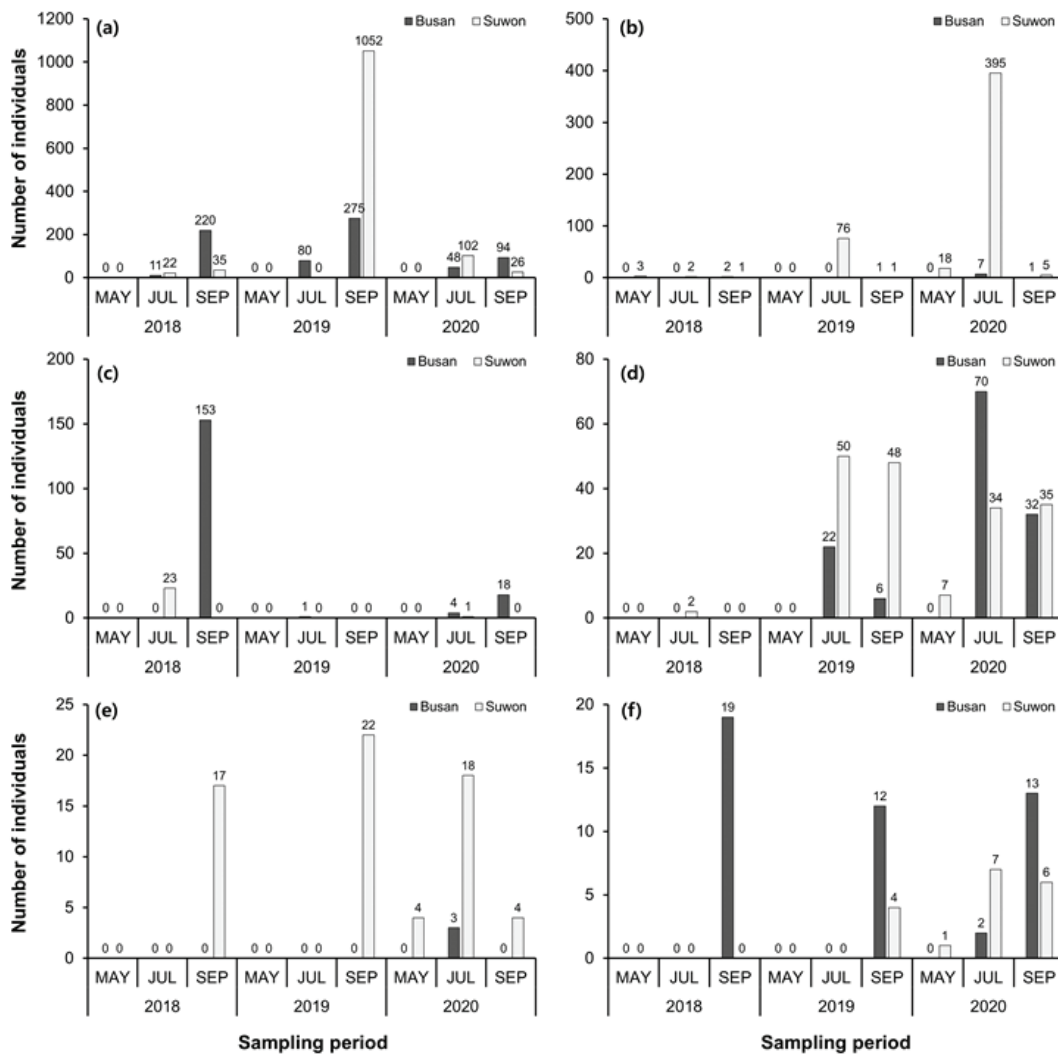 (a) Busan Suwon
Number of individuals
1200
1000
800
600
400
200
0
0 0 11 22 220 35 0 0 80 0 275 1052 0 0 48 102 94 26
MAY JUL SEP MAY JUL SEP MAY JUL SEP
2018 2019 2020
(b) Busan Suwon
500
400
300
200
100
0
0 3 0 2 2 1 0 0 0 76 1 1 0 18 7 395 1 5
MAY JUL SEP MAY JUL SEP MAY JUL SEP
2018 2019 2020
(c) Busan Suwon
Number of individuals
200
150
100
50
0
0 0 0 23 153 0 0 0 1 0 0 0 0 0 4 1 18 0
MAY JUL SEP MAY JUL SEP MAY JUL SEP
2018 2019 2020
(d) Busan Suwon
80
60
40
20
0
0 0 0 2 0 0 0 0 22 50 6 48 0 7 70 34 32 35
MAY JUL SEP MAY JUL SEP MAY JUL SEP
2018 2019 2020
(e) Busan Suwon
Number of individuals
25
20
15
10
5
0
0 0 0 0 0 17 0 0 0 0 0 22 0 4 3 18 0 4
MAY JUL SEP MAY JUL SEP MAY JUL SEP
2018 2019 2020
Sampling period
(f) Busan Suwon
20
15
10
5
0
0 0 0 0 19 0 0 0 0 0 12 4 0 1 2 7 13 6
MAY JUL SEP MAY JUL SEP MAY JUL SEP
2018 2019 2020
Sampling period